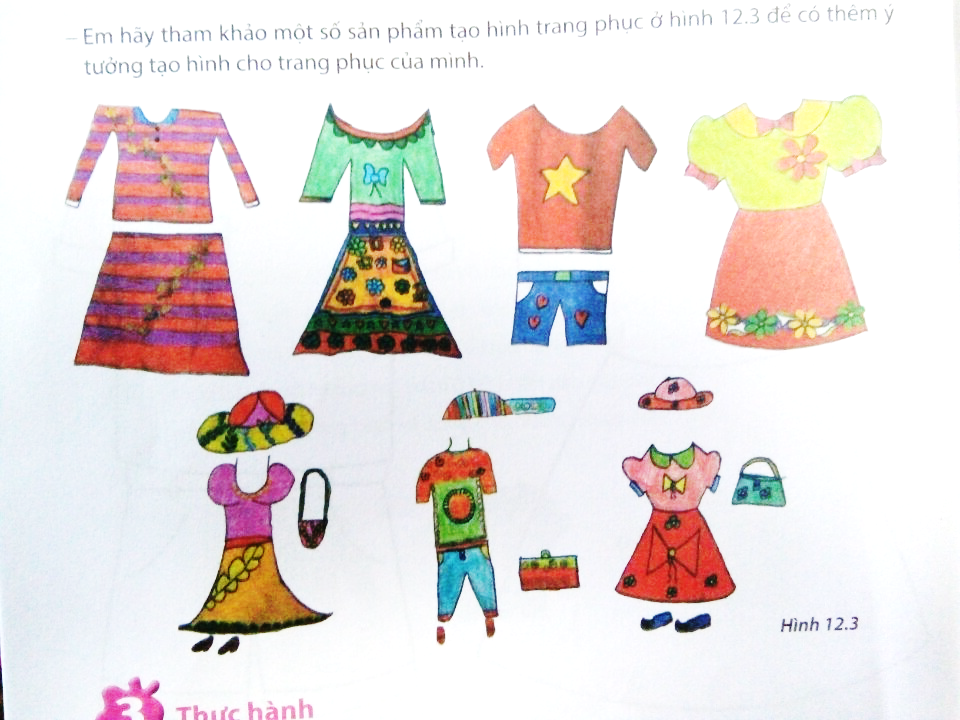 – Em hãy tham khảo một số sản phẩm tạo hình trang phục ở hình 12.3 để có thêm ý
tưởng tạo hình cho trang phục của mình.
Hình 12.3
3 Thực hành